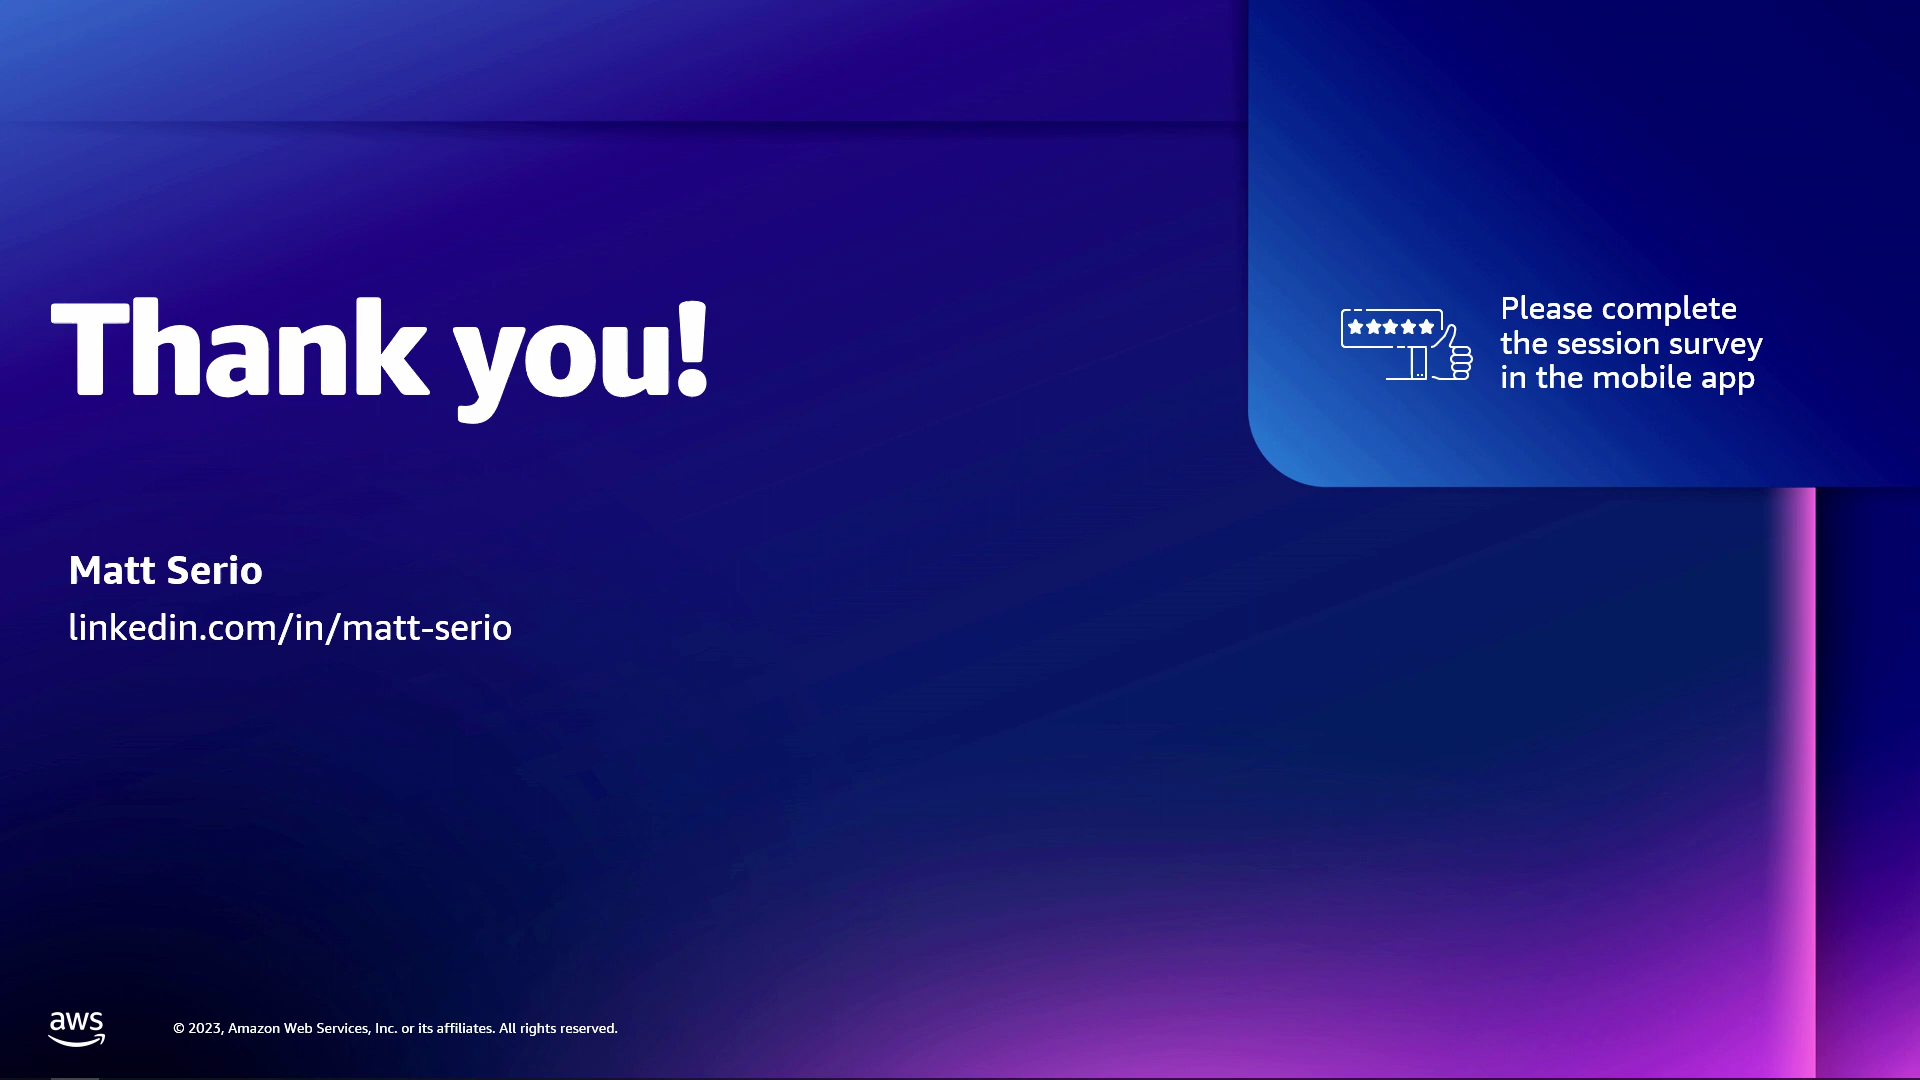 Thank you!
Please complete
the session survey
in the mobile app
Matt Serio
linkedin.com/in/matt-serio
aws
© 2023, Amazon Web Services, Inc. or its affiliates. All rights reserved.